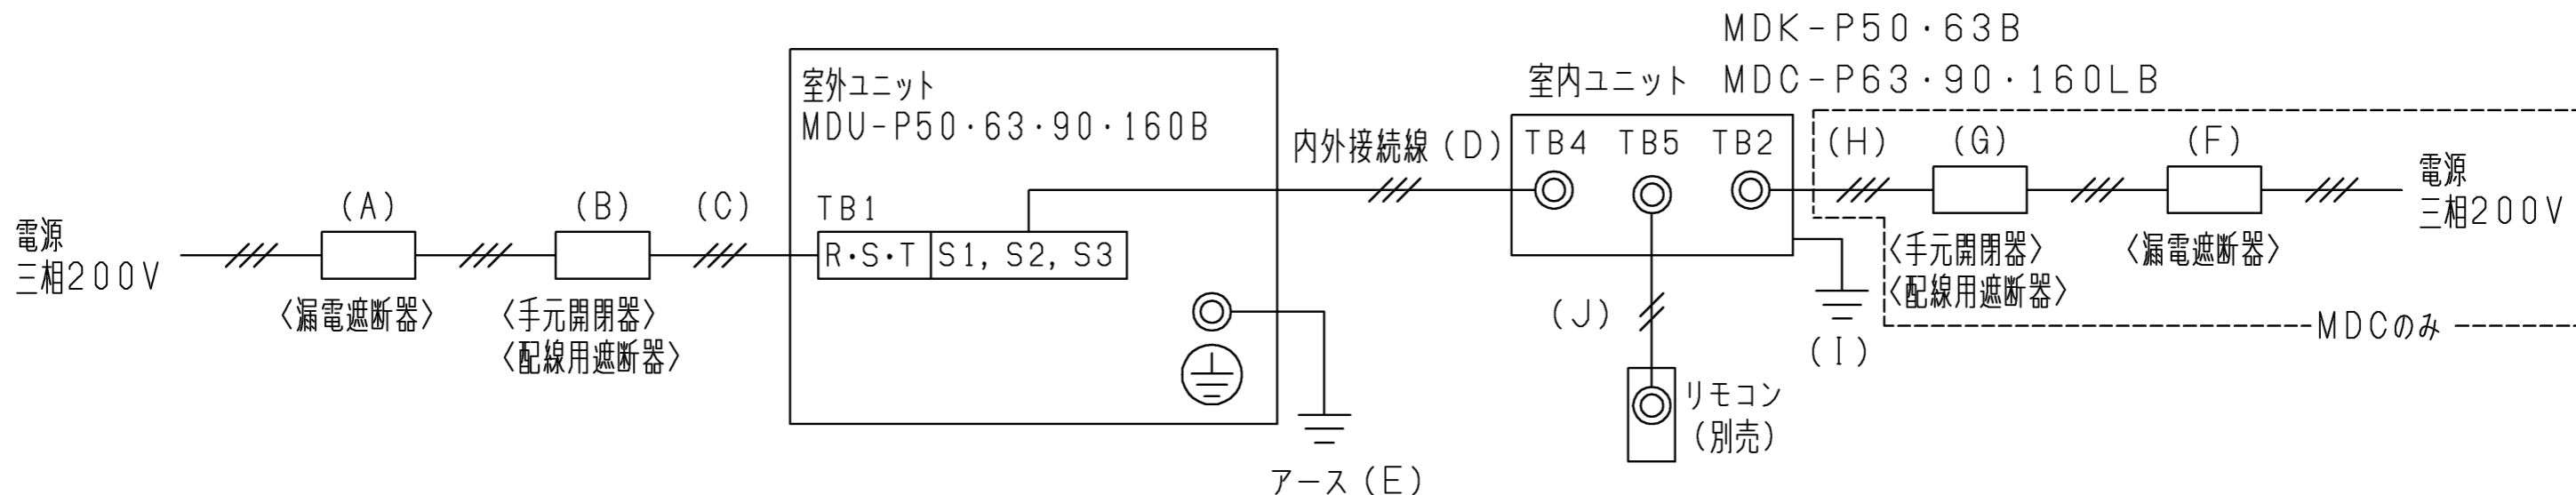 MDK-P50・63B
室内ユニット MDC-P63・90・160LB
室外ユニット
MDU-P50・63・90・160B
内外接続線(D)
TB4 TB5 TB2
(H) (G) (F)
電源
三相200V
(A) (B) (C)
TB1
R・S・T S1, S2, S3
電源
三相200V
〈漏電遮断器〉
〈手元開閉器〉
〈配線用遮断器〉
〈手元開閉器〉
〈配線用遮断器〉
〈漏電遮断器〉
MDCのみ
(J)
(I)
リモコン
(別売)
アース(E)